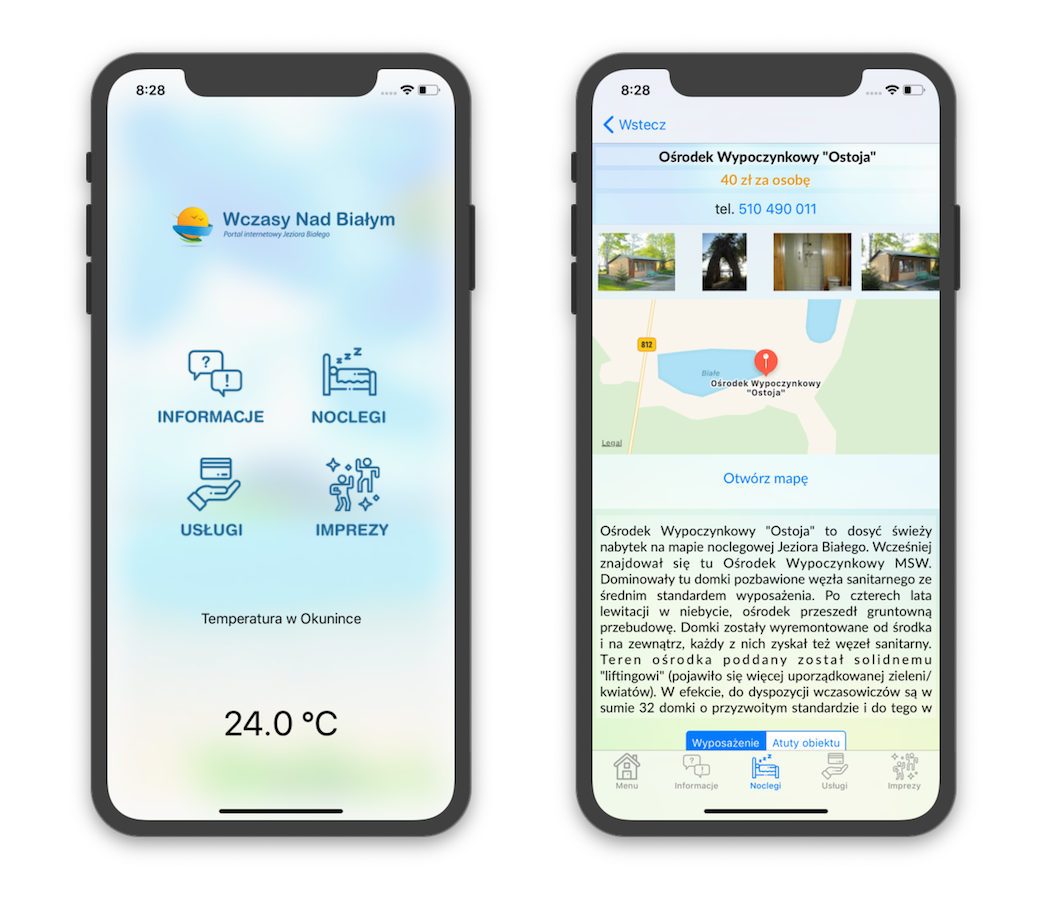 8:28
Wczasy Nad Białym
Portal internetowy Jeziora Białego
INFORMACJE
NOCLEGI
USŁUGI
IMPREZY
Temperatura w Okunince
24.0 °C
8:28
Wstecz
Ośrodek Wypoczynkowy "Ostoja"
40 zł za osobę
tel. 510 490 011
812
Białe
Ośrodek Wypoczynkowy
"Ostoja"
Legal
Otwórz mapę
Ośrodek Wypoczynkowy "Ostoja" to dosyć świeży
nabytek na mapie noclegowej Jeziora Białego. Wcześniej
znajdował się tu Ośrodek Wypoczynkowy MSW.
Dominowały tu domki pozbawione węzła sanitarnego ze
średnim standardem wyposażenia. Po czterech lata
lewitacji w niebycie, ośrodek przeszedł gruntowną
przebudowę. Domki zostały wyremontowane od środka
i na zewnątrz, każdy z nich zyskał też węzeł sanitarny.
Teren ośrodka poddany został solidnemu
"liftingowi" (pojawiło się więcej uporządkowanej zieleni/
kwiatów). W efekcie, do dyspozycji wczasowiczów są w
sumie 32 domki o przyzwoitym standardzie i do tego w
Wyposażenie
Atuty obiektu
Menu
Informacje
Noclegi
Usługi
Imprezy